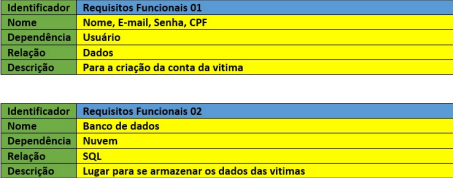 Identificador Requisitos Funcionais 01
Nome Nome, E-mail, Senha, CPF
Dependência Usuário
Relação Dados
Descrição Para a criação da conta da vitima
Identificador Requisitos Funcionais 02
Nome Banco de dados
Dependência Nuvem
Relação SQL
Descrição Lugar para se armazenar os dados das vitimas